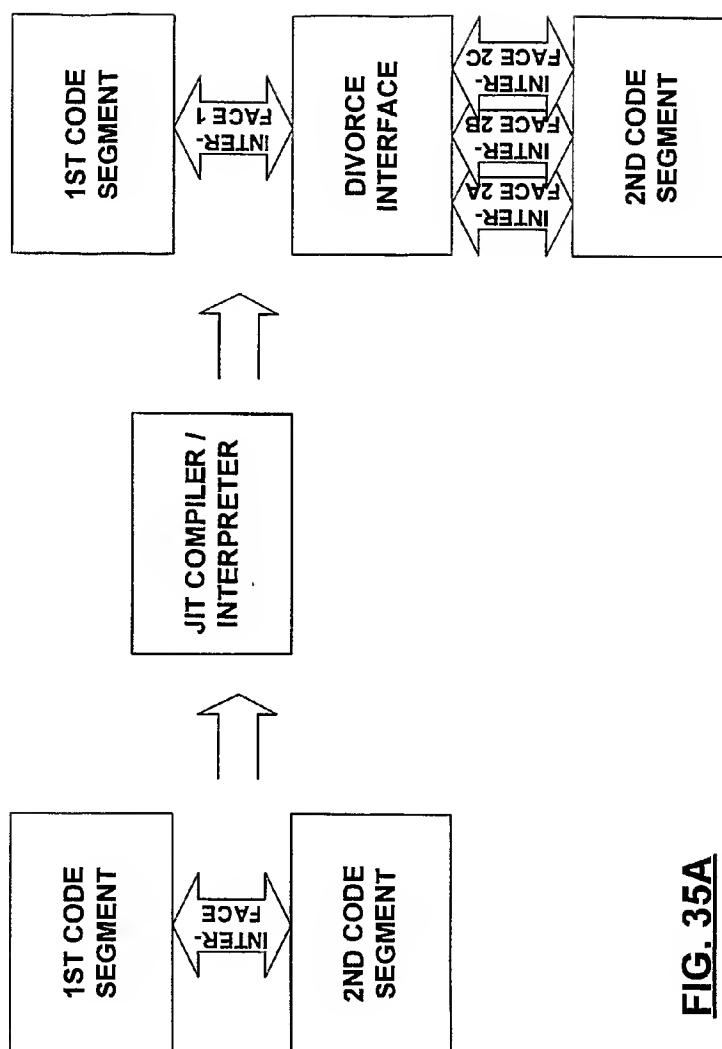 1ST CODE
SEGMENT
INTER-
FACE
2ND CODE
SEGMENT
JIT COMPILER /
INTERPRETER
1ST CODE
SEGMENT
INTER-
FACE 1
DIVORCE
INTERFACE
INTER-
FACE 2A
INTER-
FACE 2B
INTER-
FACE 2C
2ND CODE
SEGMENT
FIG. 35A